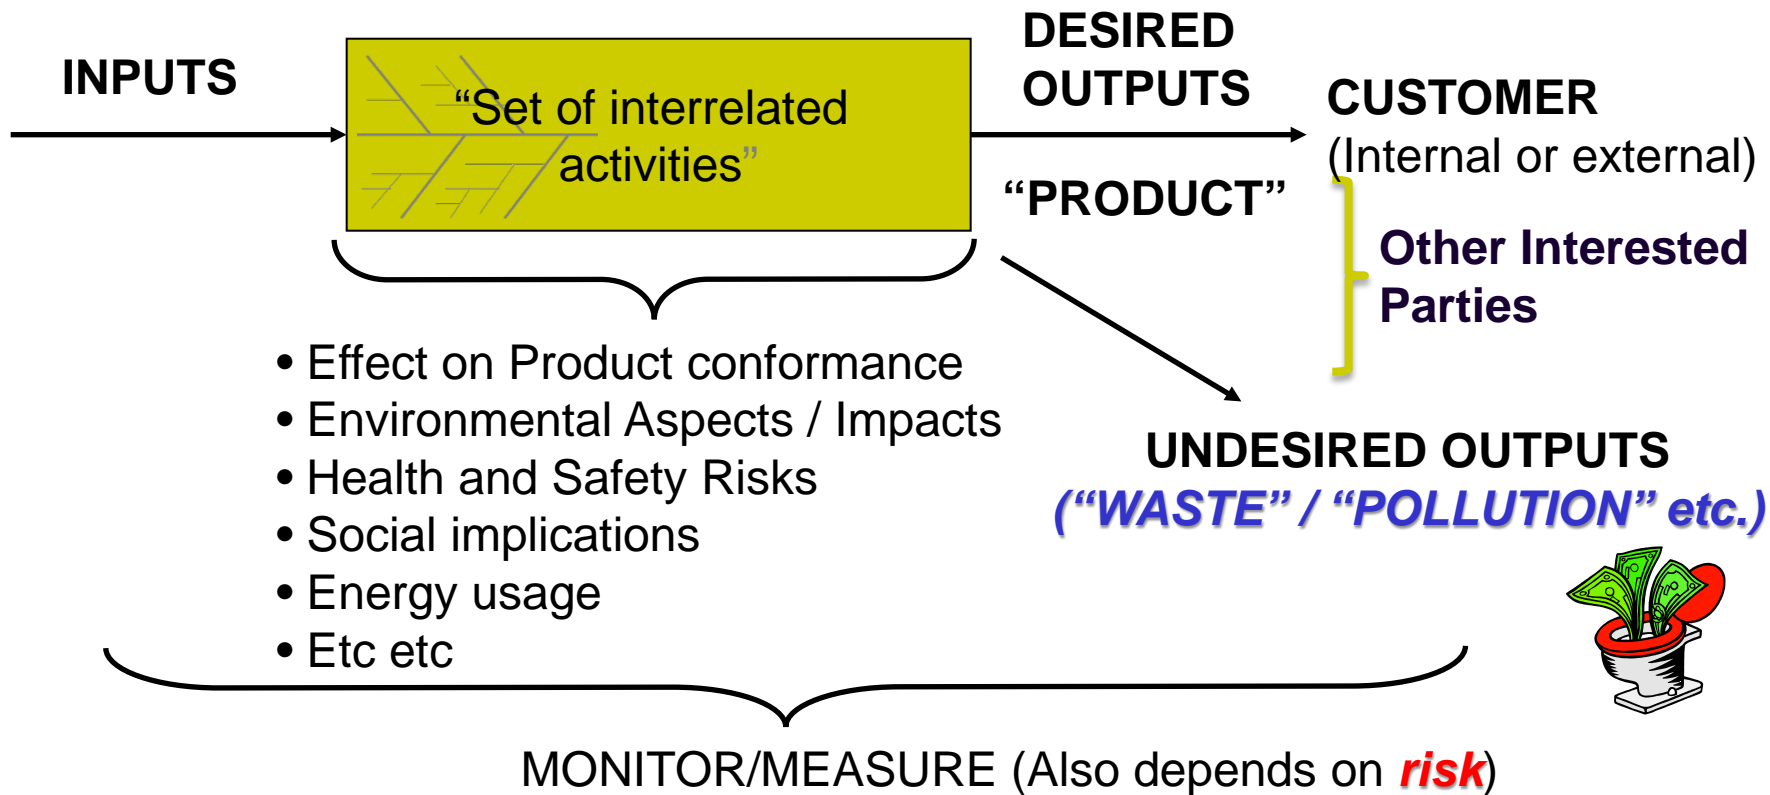 INPUTS
“Set of interrelated
activities”
DESIRED
OUTPUTS
“PRODUCT”
CUSTOMER
(Internal or external)
Other Interested
Parties
• Effect on Product conformance
• Environmental Aspects / Impacts
• Health and Safety Risks
• Social implications
• Energy usage
• Etc etc
UNDESIRED OUTPUTS
(“WASTE” / “POLLUTION” etc.)
MONITOR/MEASURE (Also depends on risk)